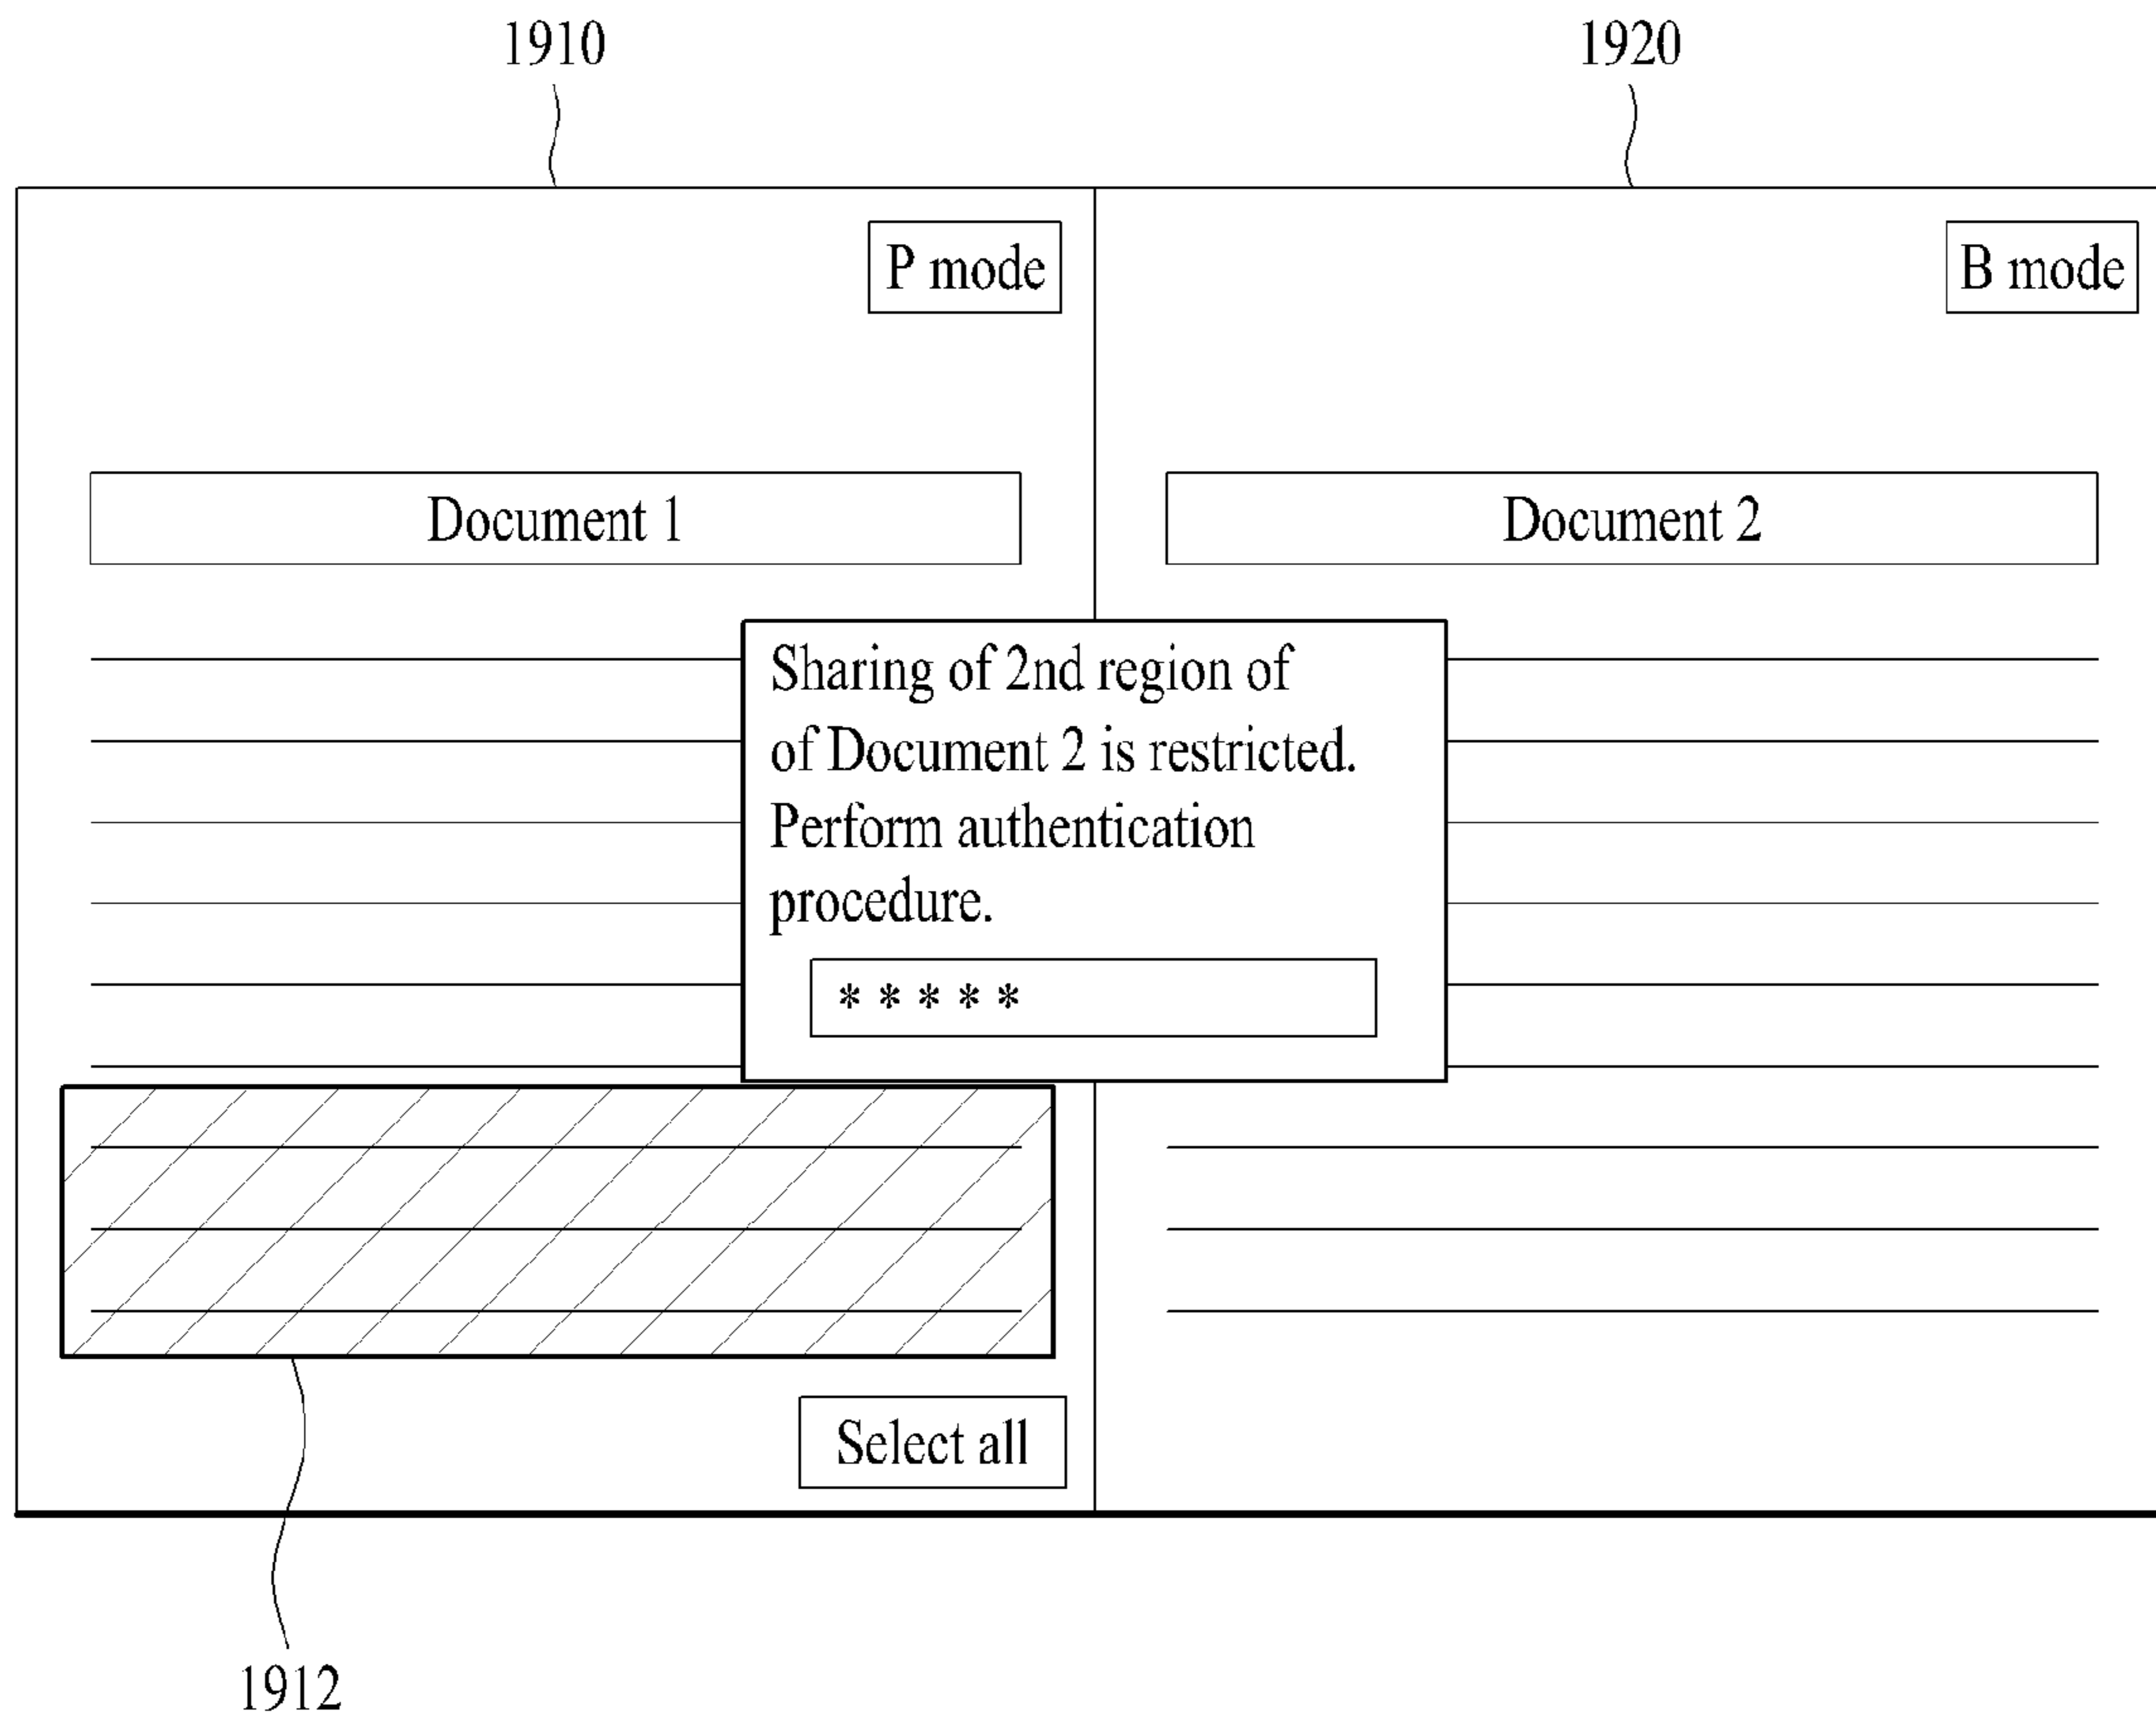 1910
1920
P mode
B mode
Document 1
Document 2
Sharing of 2nd region of
of Document 2 is restricted.
Perform authentication
procedure.
* * * * *
Select all
1912